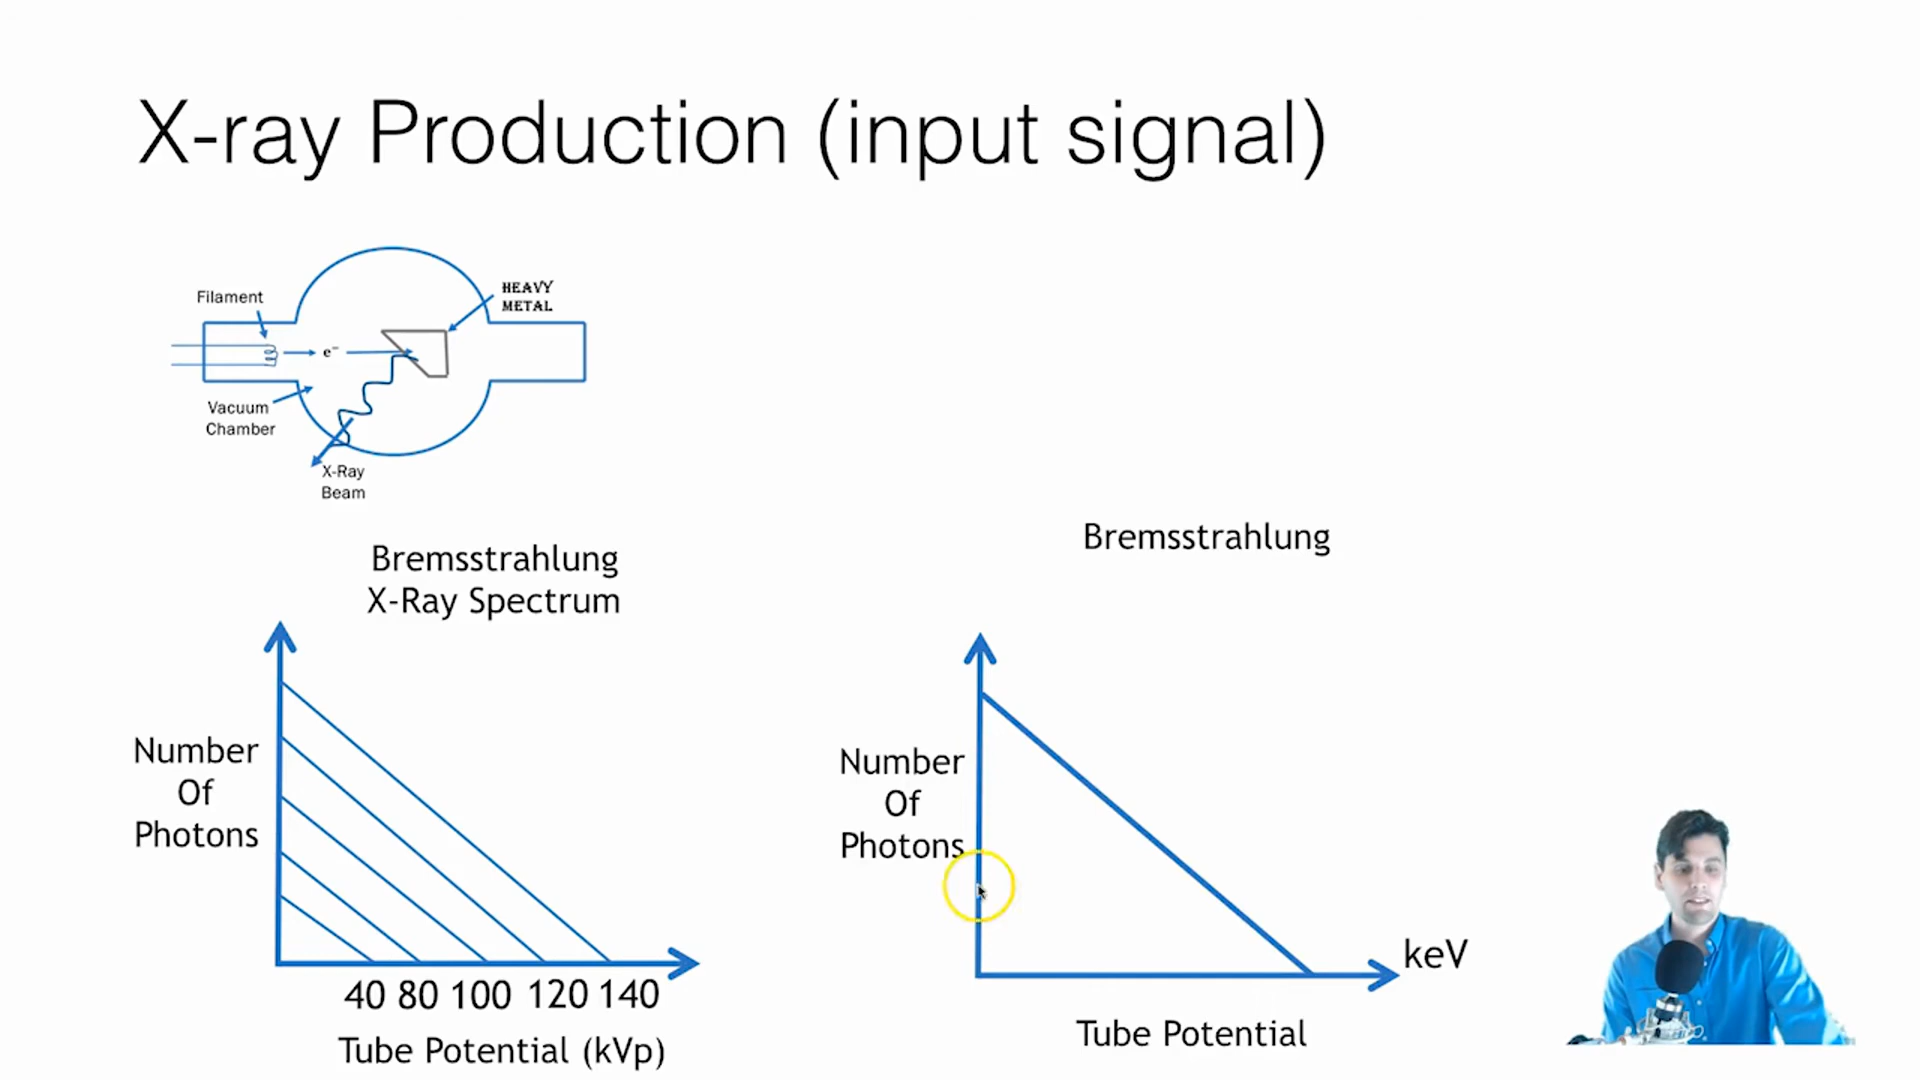 X-ray Production (input signal)
Filament
HEAVY
METAL
e⁻
Vacuum
Chamber
X-Ray
Beam
Bremsstrahlung
X-Ray Spectrum
Number
Of
Photons
40 80 100 120 140
Tube Potential (kVp)
Bremsstrahlung
Number
Of
Photons
keV
Tube Potential